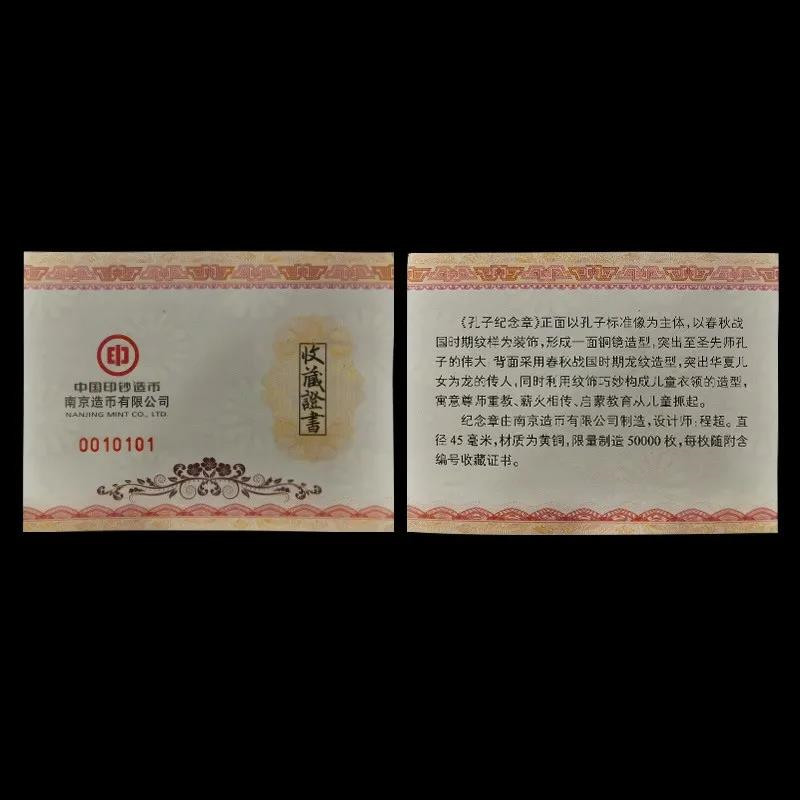 印
中国印钞造币
南京造币有限公司
NANJING MINT CO., LTD.
0010101
收藏證書
《孔子纪念章》正面以孔子标准像为主体，以春秋战
国时期纹样为装饰，形成一面铜镜造型，突出至圣先师孔
子的伟大；背面采用春秋战国时期龙纹造型，突出华夏儿
女为龙的传人，同时利用纹饰巧妙构成儿童衣领的造型，
寓意尊师重教、薪火相传、启蒙教育从儿童抓起。
纪念章由南京造币有限公司制造，设计师：程超。直
径45毫米，材质为黄铜，限量制造50000枚，每枚随附含
编号收藏证书。